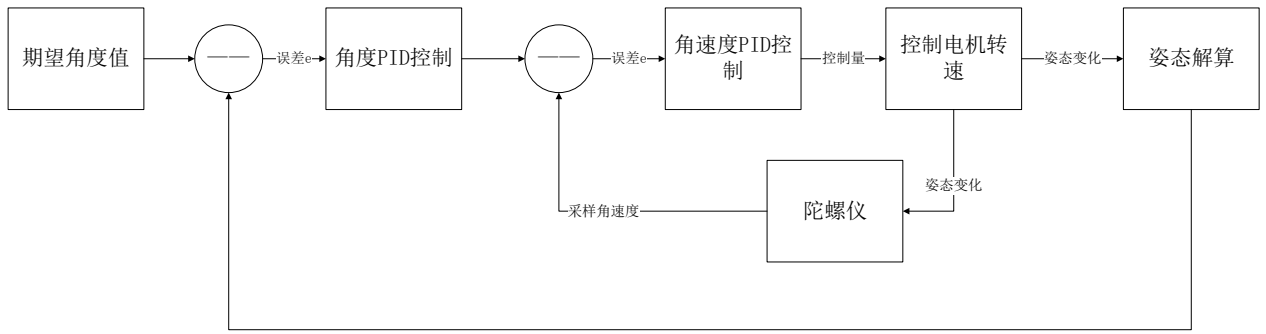 期望角度值
——
误差e
角度PID控制
——
误差e
角速度PID控
制
控制量
控制电机转
速
姿态变化
姿态解算
姿态变化
陀螺仪
采样角速度